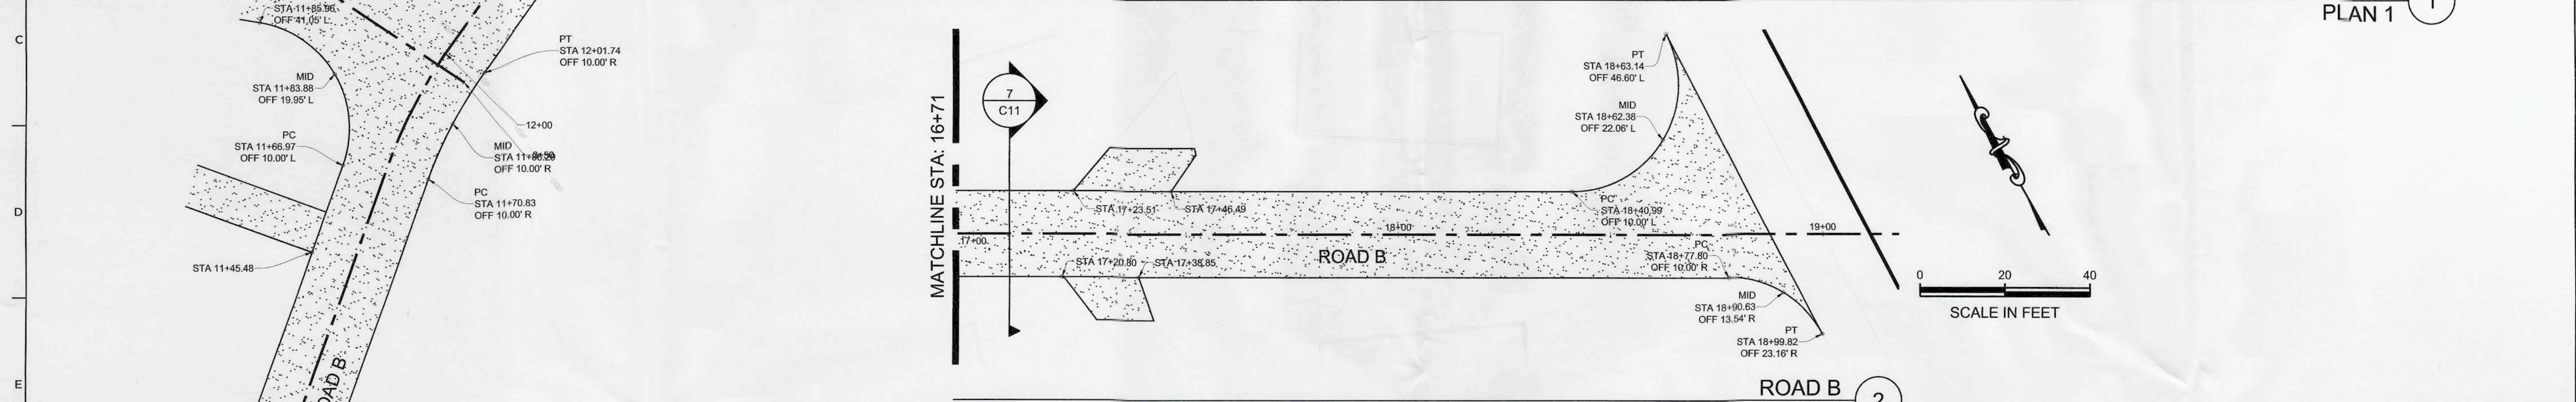 C
D
E
STA 11+85.96
OFF 41.05' L
MID
STA 11+83.88
OFF 19.95' L
PC
STA 11+66.97
OFF 10.00' L
STA 11+45.48
PT
STA 12+01.74
OFF 10.00' R
12+00
MID
OFF 10.00' R
PC
STA 11+70.83
OFF 10.00' R
OAD B
MATCHLINE STA: 16+71
7
C11
STA 17+23.51
STA 17+46.49
17+00
18+00
19+00
ROAD B
STA 17+20.80
STA 17+38.85
PT
STA 18+63.14
OFF 46.60' L
MID
STA 18+62.38
OFF 22.06' L
PC
STA 18+40.99
OFF 10.00' L
PC
STA 18+77.80
OFF 10.00' R
MID
STA 18+90.63
OFF 13.54' R
PT
STA 18+99.82
OFF 23.16' R
0 20 40
SCALE IN FEET
PLAN 1
1
ROAD B
2